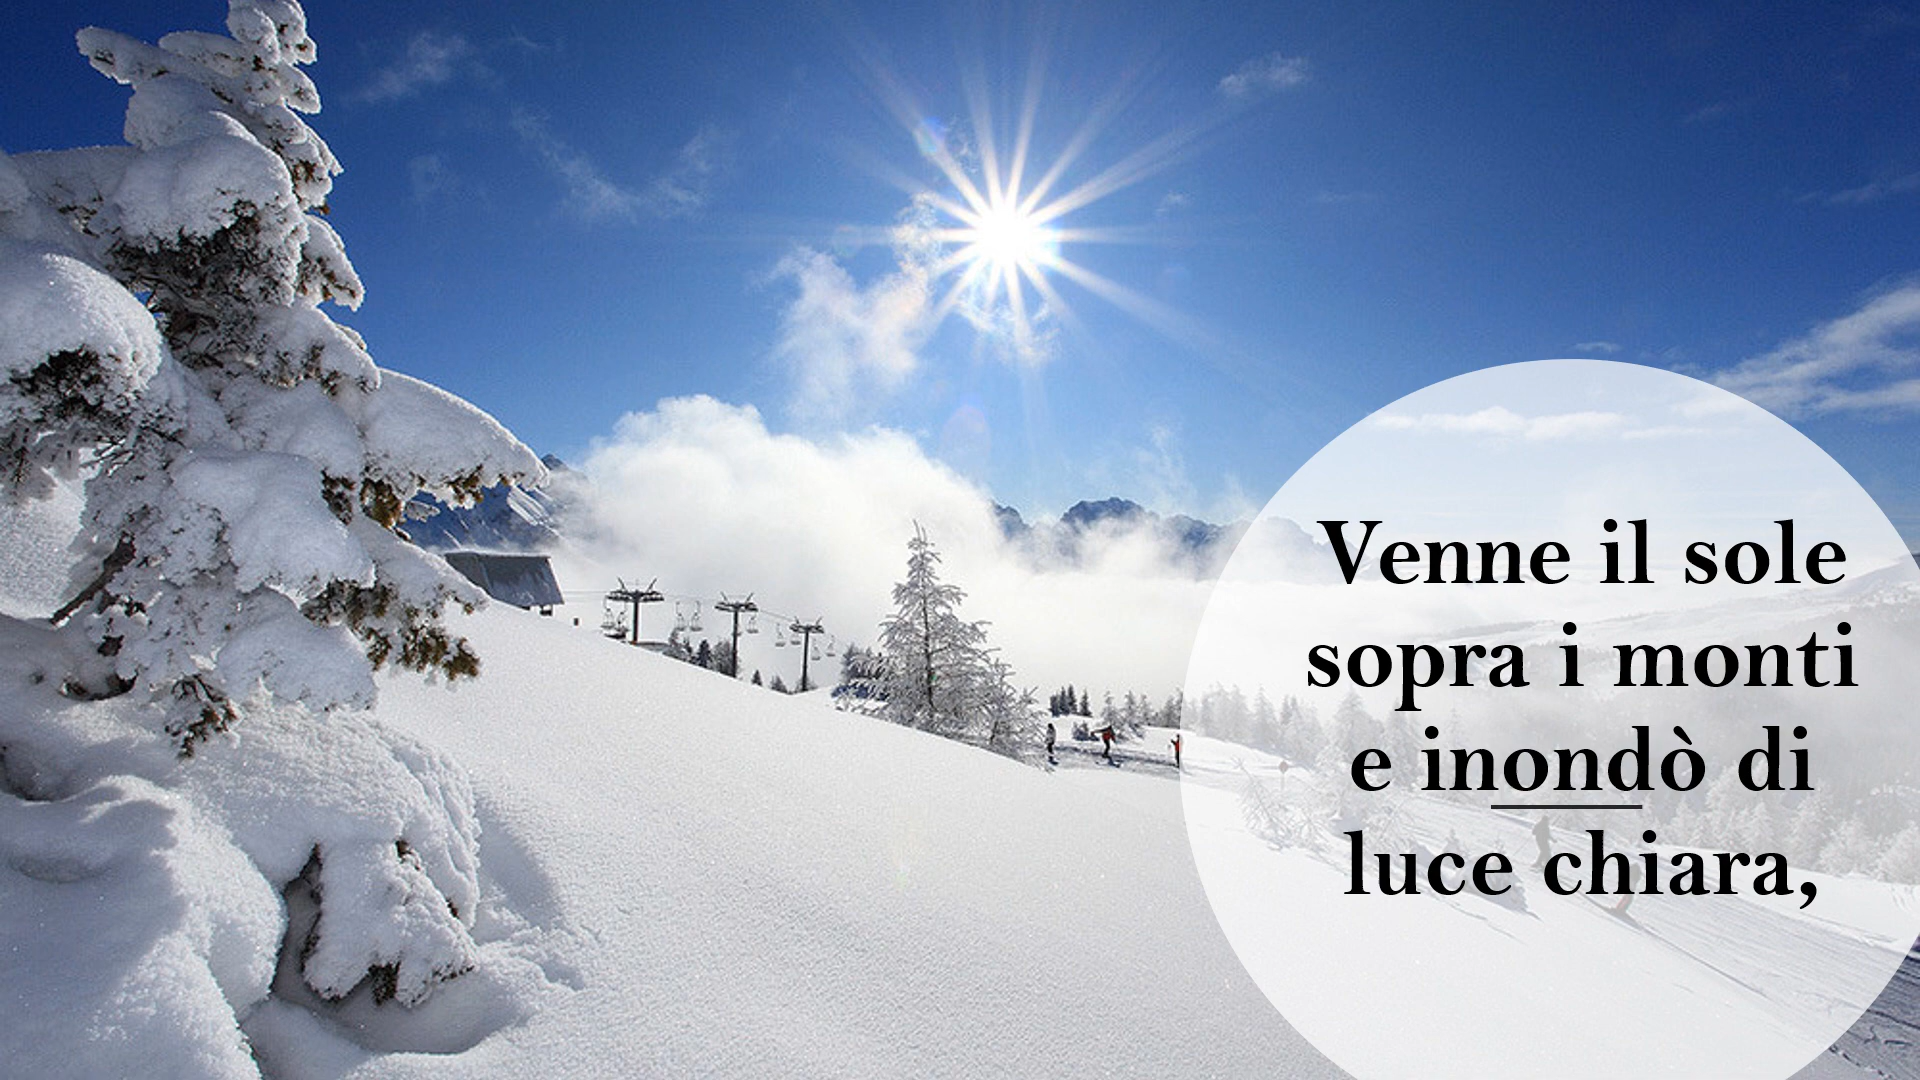 Venne il sole
sopra i monti
e inondò di
luce chiara,